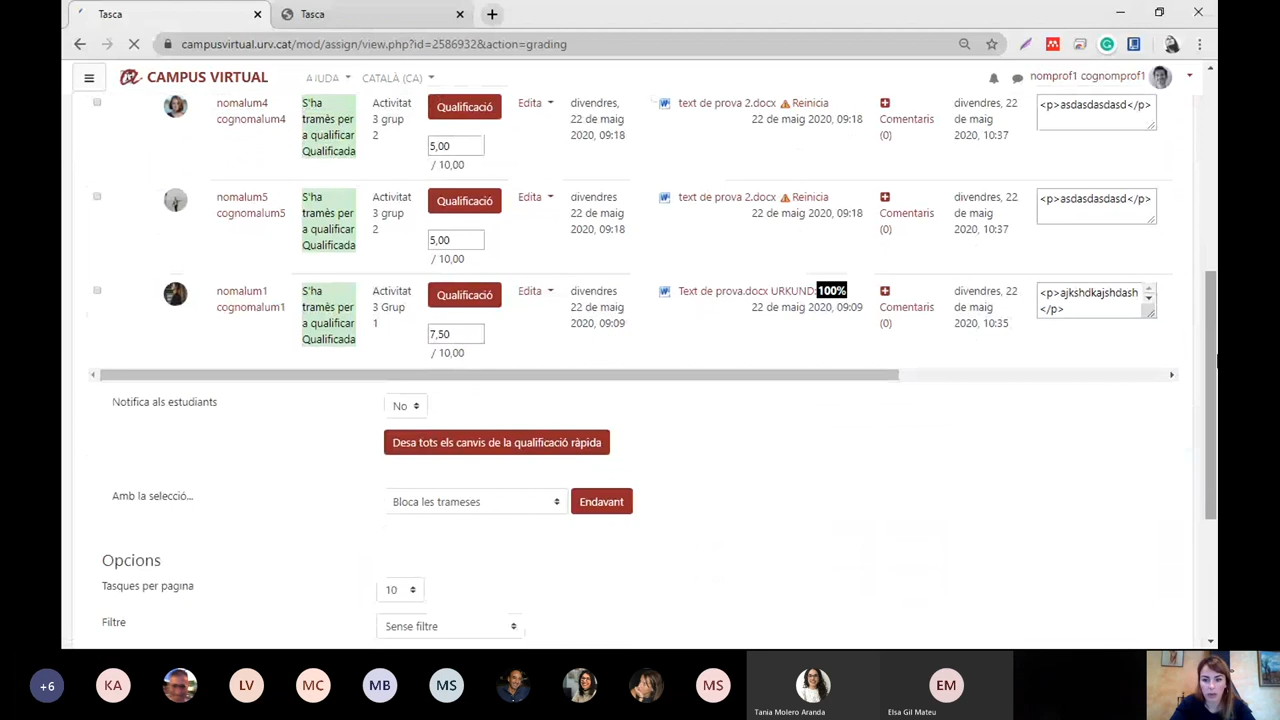 Tasca
Tasca
campusvirtual.urv.cat/mod/assign/view.php?id=2586932&action=grading
CAMPUS VIRTUAL
AJUDA
CATALÀ (CA)
nomprof1 cognomprof1
nomalum4
cognomalum4
S'ha
tramès per
a qualificar
Qualificada
Activitat
3 grup
2
Qualificació
5,00
/ 10,00
Edita
divendres,
22 de maig
2020, 09:18
text de prova 2.docx
Reinicia
22 de maig 2020, 09:18
Comentaris
(0)
divendres, 22
de maig
2020, 10:37
<p>asdasdasdasd</p>
nomalum5
cognomalum5
S'ha
tramès per
a qualificar
Qualificada
Activitat
3 grup
2
Qualificació
5,00
/ 10,00
Edita
divendres
22 de maig
2020, 09:18
text de prova 2.docx
Reinicia
22 de maig 2020, 09:18
Comentaris
(0)
divendres, 22
de maig
2020, 10:37
<p>asdasdasdasd</p>
nomalum1
cognomalum1
S'ha
tramès per
a qualificar
Qualificada
Activitat
3 Grup
1
Qualificació
7,50
/ 10,00
Edita
divendres
22 de maig
2020, 09:09
Text de prova.docx URKUND: 100%
22 de maig 2020, 09:09
Comentaris
(0)
divendres, 22
de maig
2020, 10:35
<p>ajkshdkajshdash
</p>
Notifica als estudiants
No
Desa tots els canvis de la qualificació ràpida
Amb la selecció...
Bloca les trameses
Endavant
Opcions
Tasques per pagina
10
Filtre
Sense filtre
+6
KA
LV
MC
MB
MS
MS
EM
Tania Molero Aranda
Elsa Gil Mateu